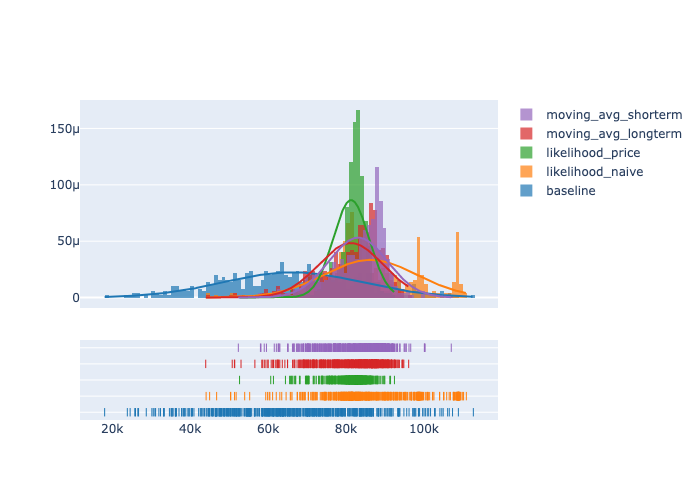 150μ
100μ
50μ
0
moving_avg_shorterm
moving_avg_longterm
likelihood_price
likelihood_naive
baseline
20k 40k 60k 80k 100k